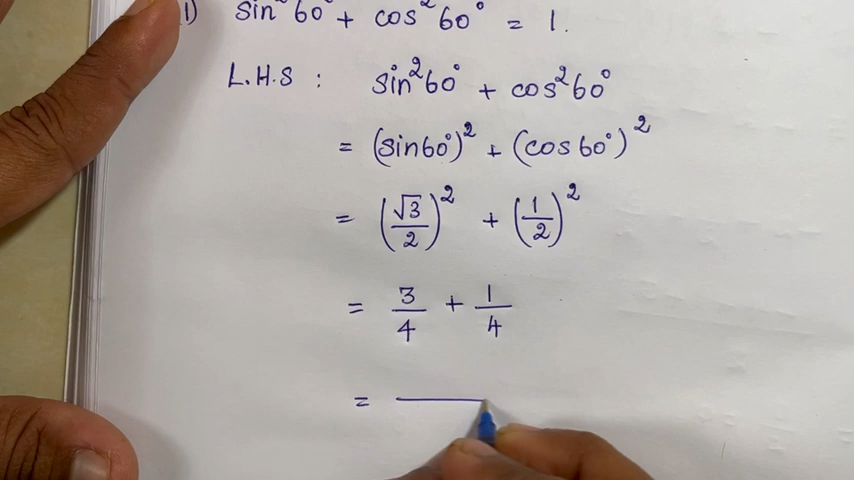 1) sin²60° + cos²60° = 1.
L.H.S : sin²60° + cos²60°
= (sin60°)² + (cos60°)²
= (√3/2)² + (1/2)²
= 3/4 + 1/4
=